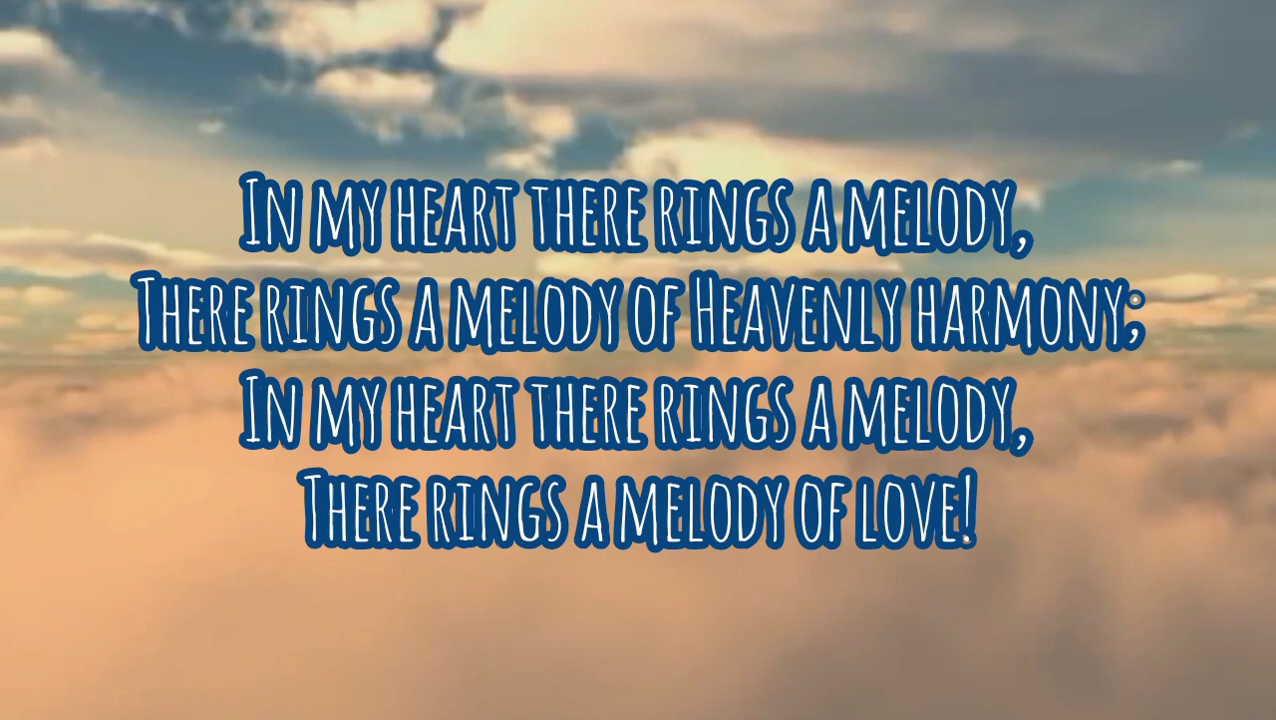 In my heart there rings a melody,
There rings a melody of Heavenly harmony;
In my heart there rings a melody,
There rings a melody of love!